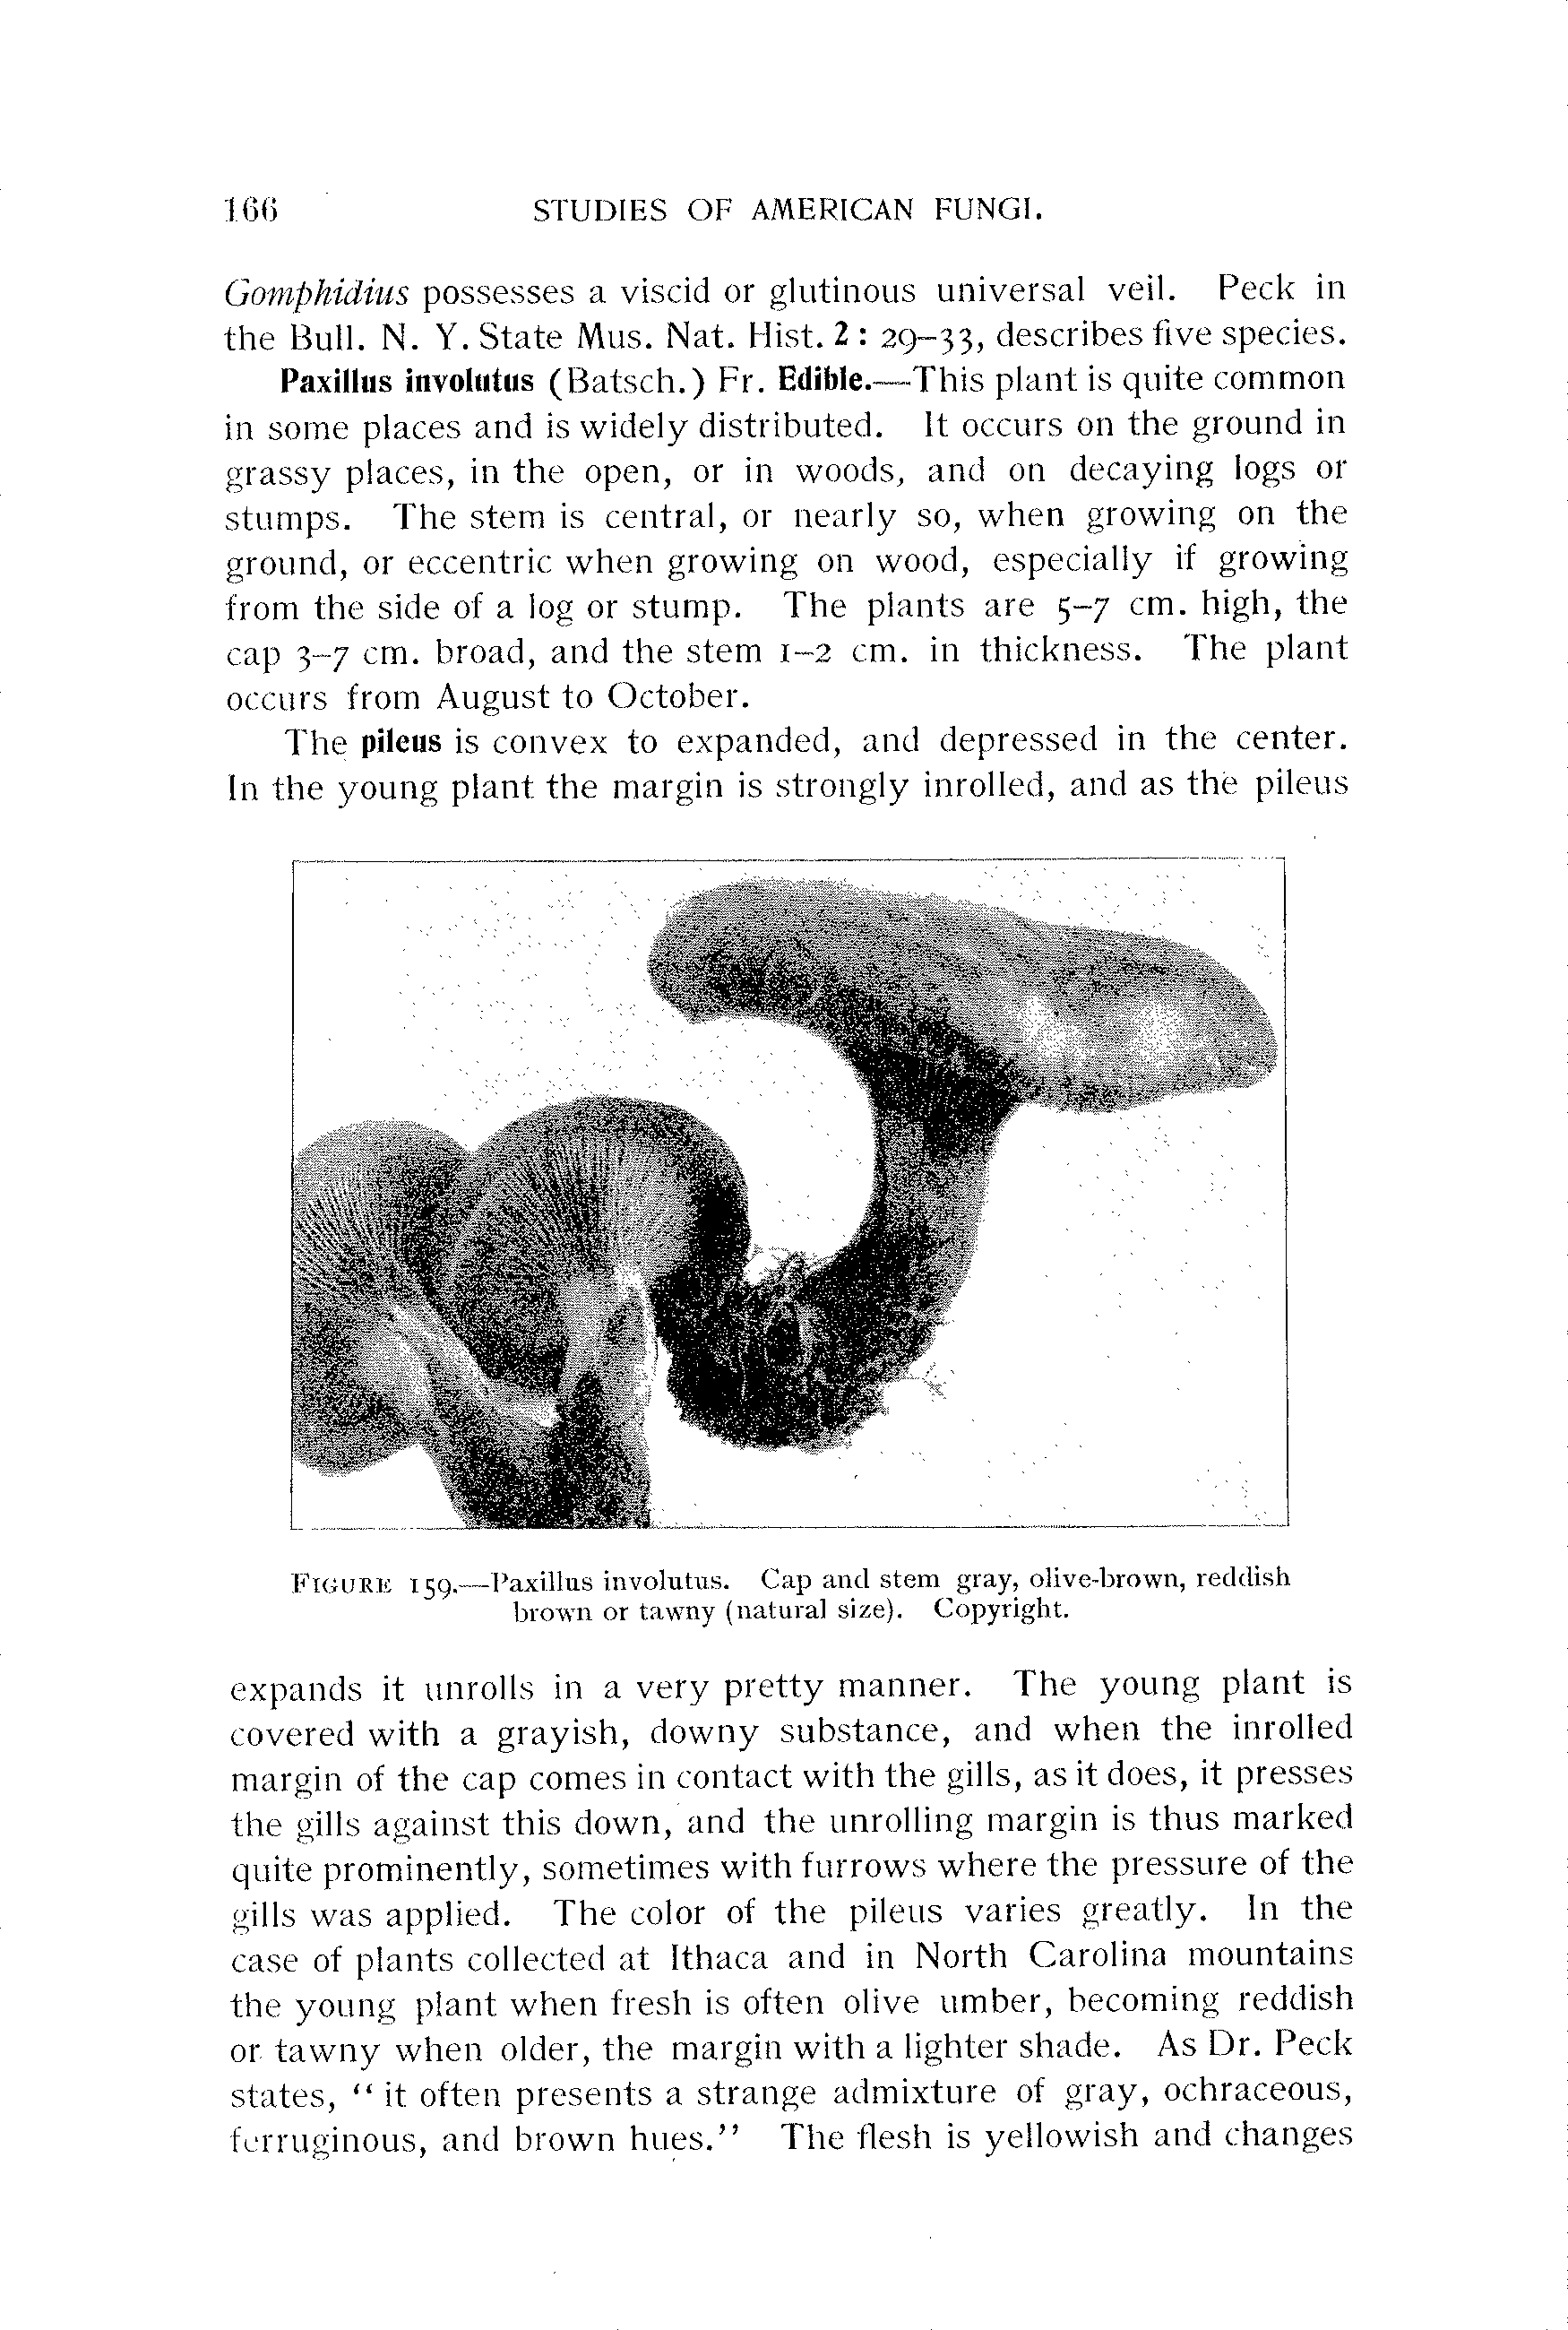 166 STUDIES OF AMERICAN FUNGI.
Gomphidius possesses a viscid or glutinous universal veil. Peck in
the Bull. N. Y. State Mus. Nat. Hist. 2 : 29–33, describes five species.
Paxillus involutus (Batsch.) Fr. Edible.—This plant is quite common
in some places and is widely distributed. It occurs on the ground in
grassy places, in the open, or in woods, and on decaying logs or
stumps. The stem is central, or nearly so, when growing on the
ground, or eccentric when growing on wood, especially if growing
from the side of a log or stump. The plants are 5–7 cm. high, the
cap 3–7 cm. broad, and the stem 1–2 cm. in thickness. The plant
occurs from August to October.
The pileus is convex to expanded, and depressed in the center.
In the young plant the margin is strongly inrolled, and as the pileus
FIGURE 159.—Paxillus involutus. Cap and stem gray, olive-brown, reddish
brown or tawny (natural size). Copyright.
expands it unrolls in a very pretty manner. The young plant is
covered with a grayish, downy substance, and when the inrolled
margin of the cap comes in contact with the gills, as it does, it presses
the gills against this down, and the unrolling margin is thus marked
quite prominently, sometimes with furrows where the pressure of the
gills was applied. The color of the pileus varies greatly. In the
case of plants collected at Ithaca and in North Carolina mountains
the young plant when fresh is often olive umber, becoming reddish
or tawny when older, the margin with a lighter shade. As Dr. Peck
states, “ it often presents a strange admixture of gray, ochraceous,
ferruginous, and brown hues.” The flesh is yellowish and changes